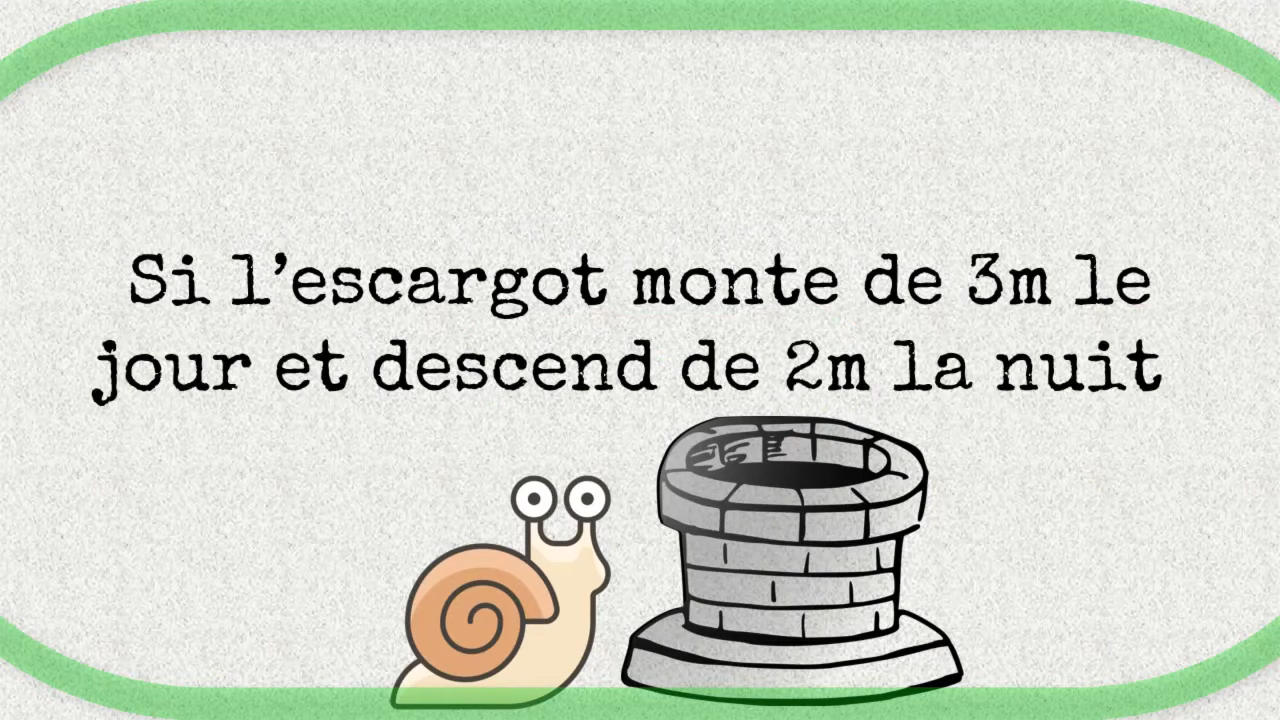 Si l’escargot monte de 3m le
jour et descend de 2m la nuit